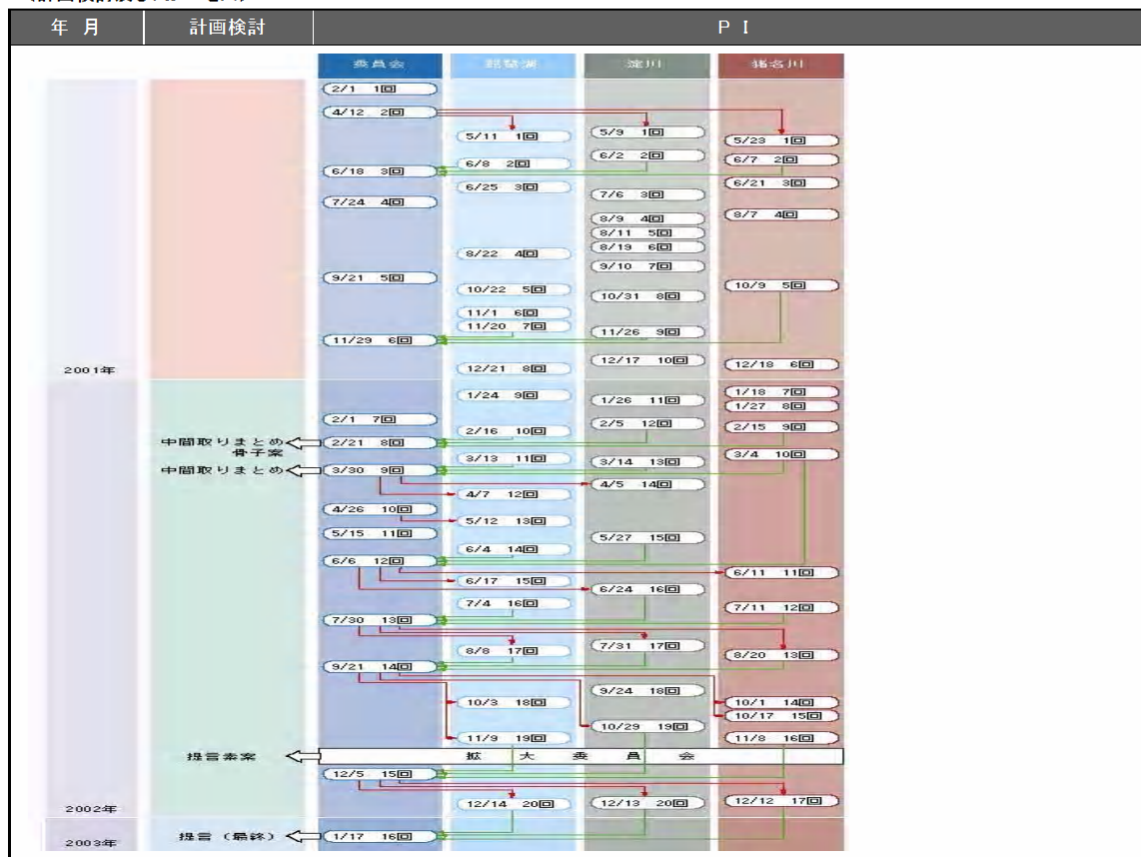 年 月 計画検討 P I
委員会 琵琶湖 淀川 猪名川
2/1 1回
4/12 2回
5/11 1回 5/9 1回 5/23 1回
6/8 2回 6/2 2回 6/7 2回
6/18 3回
6/25 3回 7/6 3回 6/21 3回
7/24 4回
8/9 4回 8/7 4回
8/11 5回
8/22 4回 8/19 6回
9/21 5回 9/10 7回
10/22 5回 10/31 8回 10/9 5回
11/1 6回
11/20 7回 11/26 9回
11/29 6回
2001年 12/21 8回 12/17 10回 12/18 6回
1/24 9回 1/26 11回 1/18 7回
1/27 8回
2/1 7回
2/16 10回 2/5 12回 2/15 9回
中間取りまとめ 2/21 8回
骨子案
3/13 11回 3/14 13回 3/4 10回
中間取りまとめ 3/30 9回
4/7 12回 4/5 14回
4/26 10回
5/12 13回
5/15 11回 5/27 15回
6/4 14回
6/6 12回
6/17 15回 6/24 16回 6/11 11回
7/4 16回 7/11 12回
7/30 13回
8/8 17回 7/31 17回 8/20 13回
9/21 14回
9/24 18回
10/3 18回 10/1 14回
10/29 19回 10/17 15回
11/9 19回 11/8 16回
提言素案 拡 大 委 員 会
12/5 15回
2002年 12/14 20回 12/13 20回 12/12 17回
2003年 提言（最終） 1/17 16回